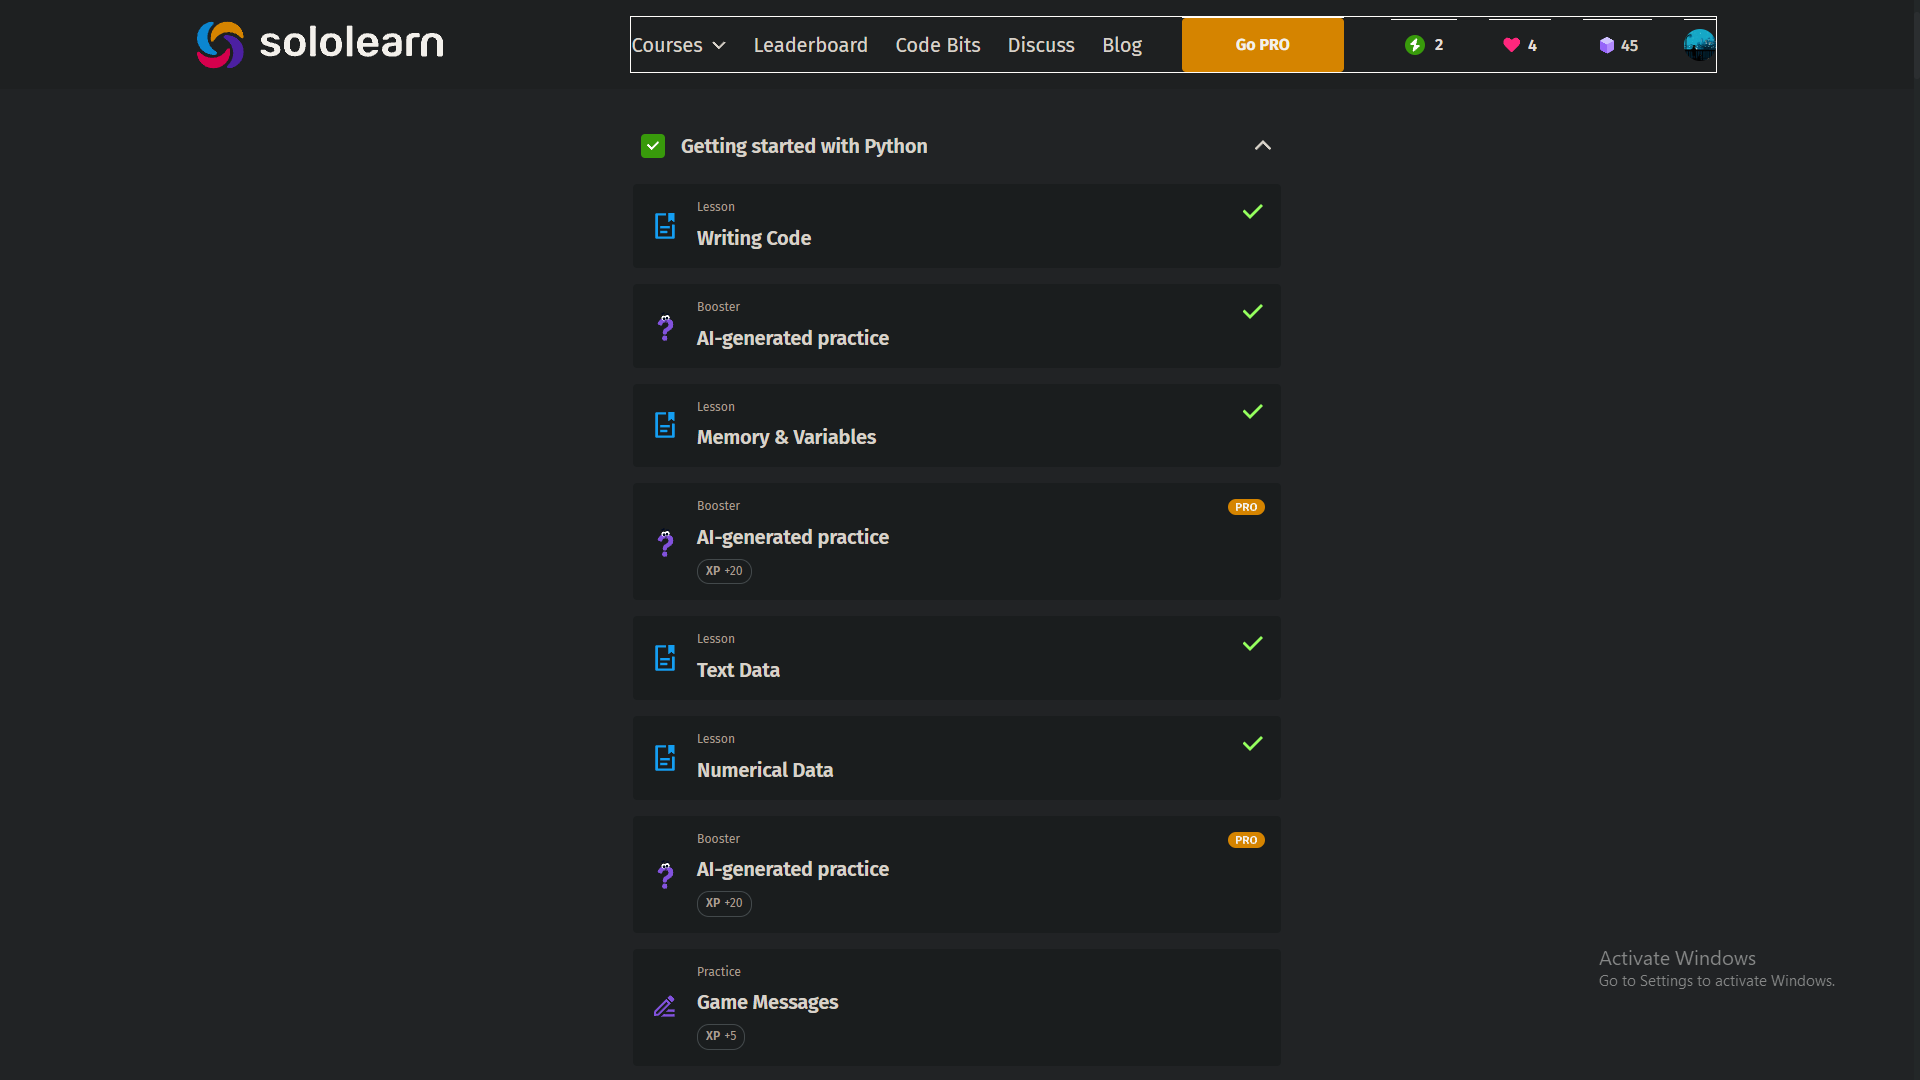 sololearn
Courses Leaderboard Code Bits Discuss Blog Go PRO 2 4 45
Getting started with Python
Lesson
Writing Code
Booster
AI-generated practice
Lesson
Memory & Variables
Booster
PRO
AI-generated practice
XP +20
Lesson
Text Data
Lesson
Numerical Data
Booster
PRO
AI-generated practice
XP +20
Practice
Game Messages
XP +5
Activate Windows
Go to Settings to activate Windows.